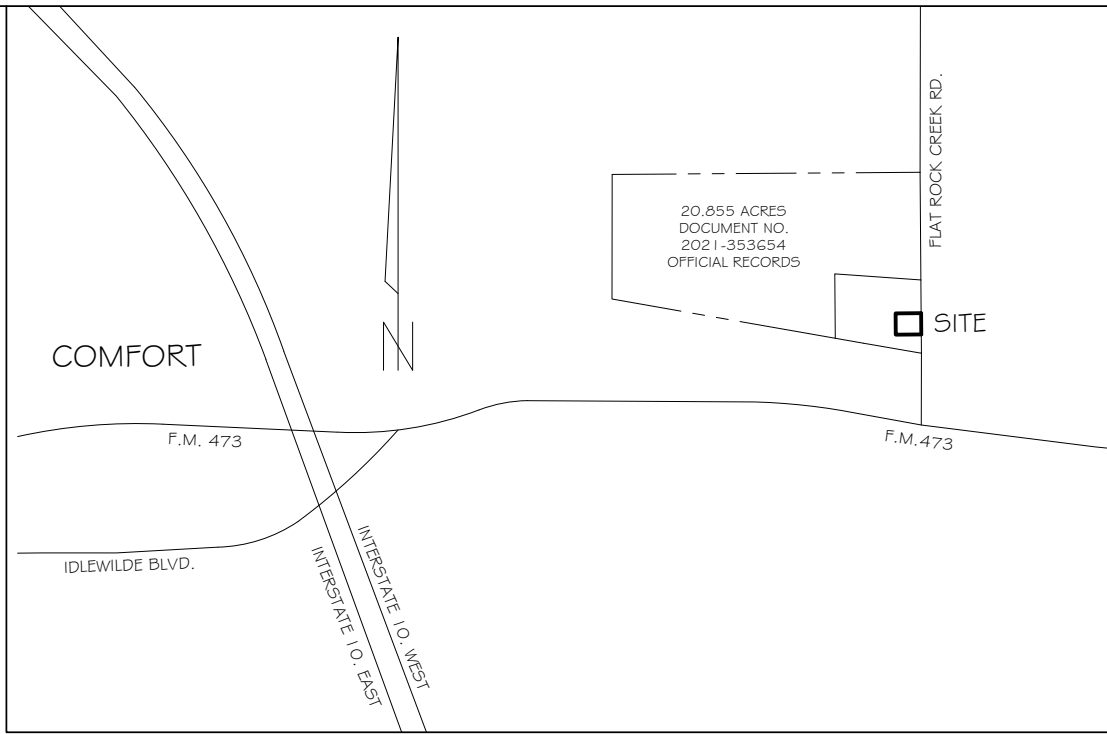 FLAT ROCK CREEK RD.
20.855 ACRES
DOCUMENT NO.
2021-353654
OFFICIAL RECORDS
SITE
COMFORT
N
F.M. 473
F.M.473
IDLEWILDE BLVD.
INTERSTATE 10. WEST
INTERSTATE 10. EAST